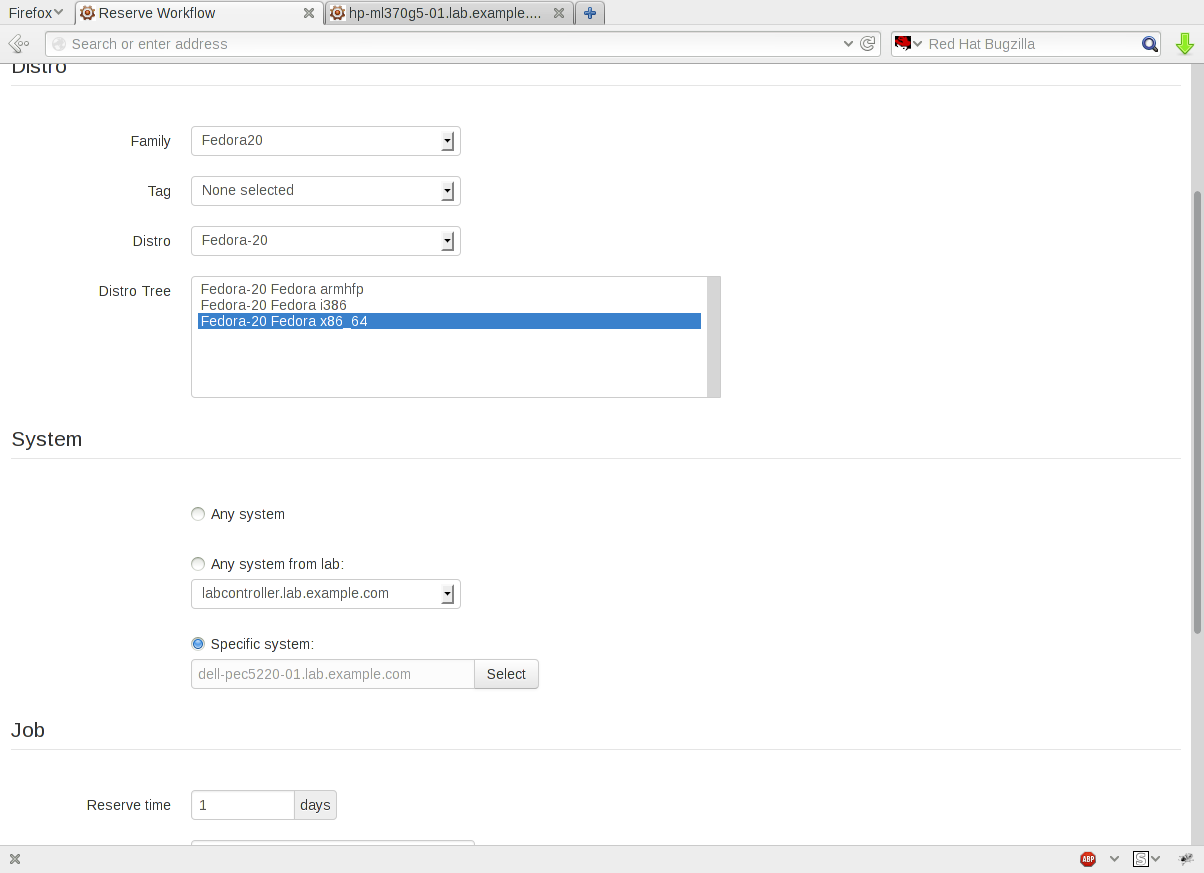 Firefox
Reserve Workflow
hp-ml370g5-01.lab.example....
Search or enter address
Red Hat Bugzilla
Distro
Family
Fedora20
Tag
None selected
Distro
Fedora-20
Distro Tree
Fedora-20 Fedora armhfp
Fedora-20 Fedora i386
Fedora-20 Fedora x86_64
System
Any system
Any system from lab:
labcontroller.lab.example.com
Specific system:
dell-pec5220-01.lab.example.com
Select
Job
Reserve time
1
days
ABP
S